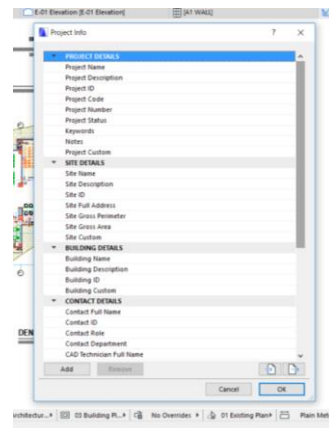 E-01 Elevation [E-01 Elevation]
[A1 WALL]
Project Info
?
PROJECT DETAILS
Project Name
Project Description
Project ID
Project Code
Project Number
Project Status
Keywords
Notes
Project Custom
SITE DETAILS
Site Name
Site Description
Site ID
Site Full Address
Site Gross Perimeter
Site Gross Area
Site Custom
BUILDING DETAILS
Building Name
Building Description
Building ID
Building Custom
CONTACT DETAILS
Contact Full Name
Contact ID
Contact Role
Contact Department
CAD Technician Full Name
DEN
Add
Remove
Cancel
OK
03 Building Pl...
No Overrides
01 Existing Plan